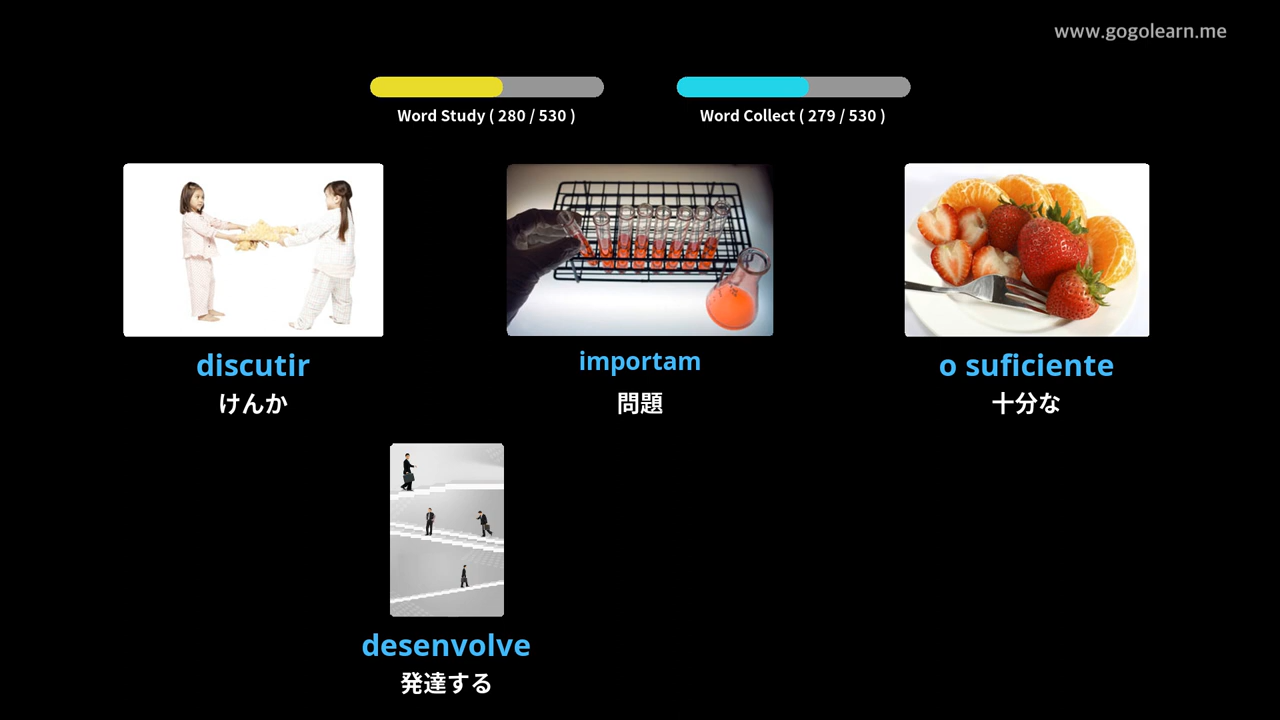 www.gogolearn.me
Word Study ( 280 / 530 )
Word Collect ( 279 / 530 )
discutir
けんか
importam
問題
o suficiente
十分な
desenvolve
発達する